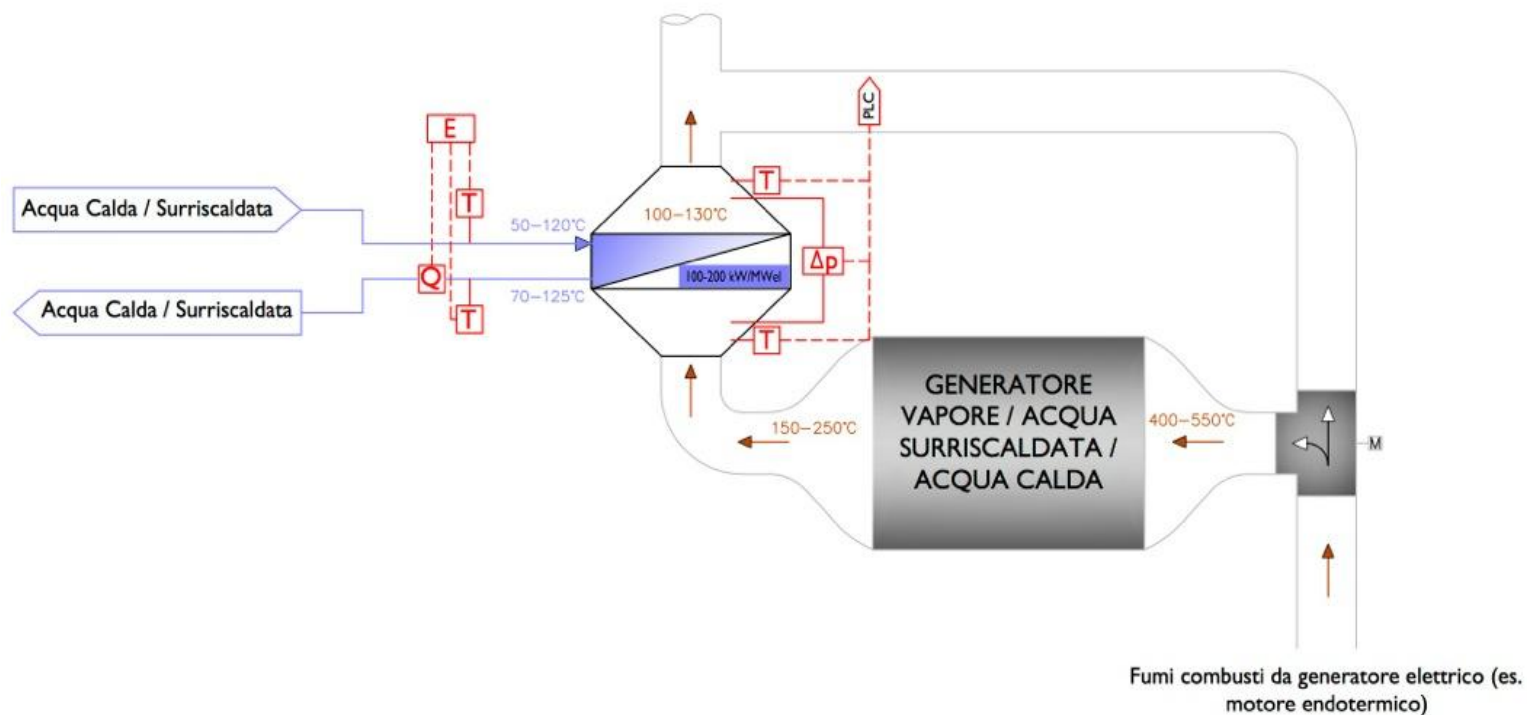 PLC
E
T
T
Acqua Calda / Surriscaldata
50-120°C
100-130°C
Q
Δp
100-200 kW/MWel
Acqua Calda / Surriscaldata
70-125°C
T
T
GENERATORE
VAPORE / ACQUA
SURRISCALDATA /
ACQUA CALDA
150-250°C
400-550°C
M
Fumi combusti da generatore elettrico (es.
motore endotermico)